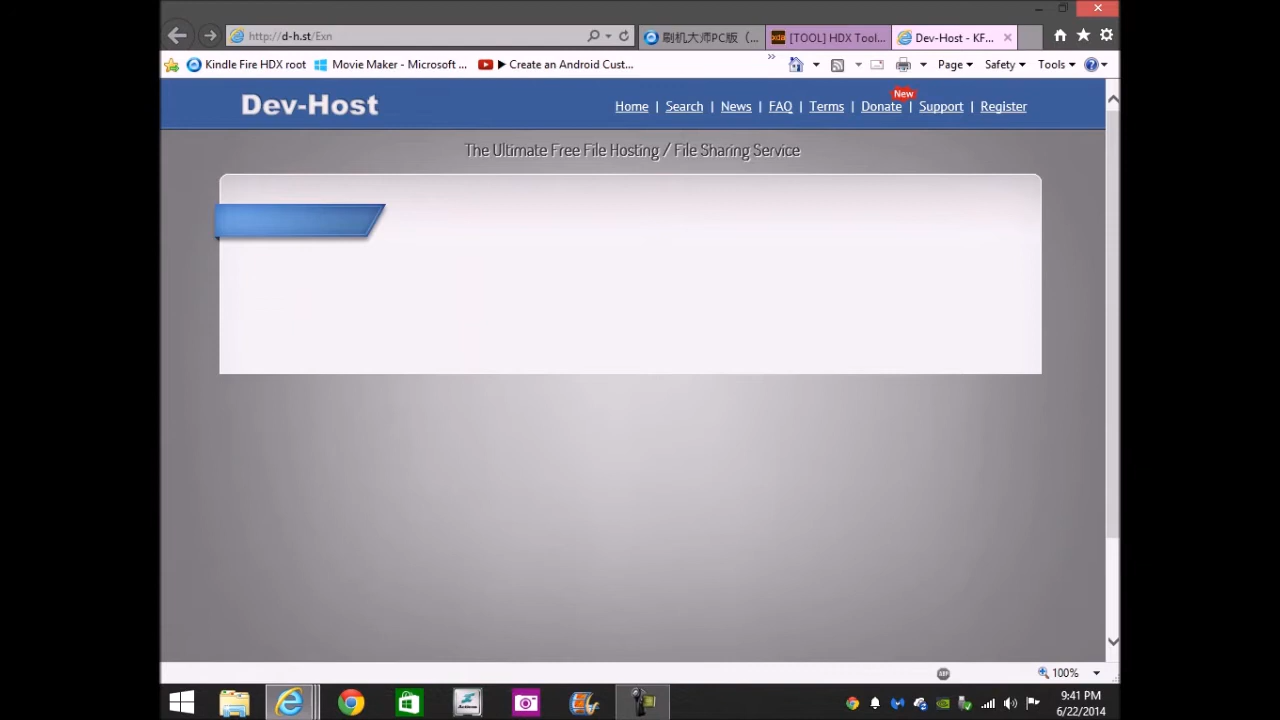 http://d-h.st/Exn
刷机大师PC版（...
[TOOL] HDX Tool...
Dev-Host - KF...
Kindle Fire HDX root
Movie Maker - Microsoft ...
▶ Create an Android Cust...
Page
Safety
Tools
Dev-Host
New
Home | Search | News | FAQ | Terms | Donate | Support | Register
The Ultimate Free File Hosting / File Sharing Service
ABP
100%
9:41 PM
6/22/2014